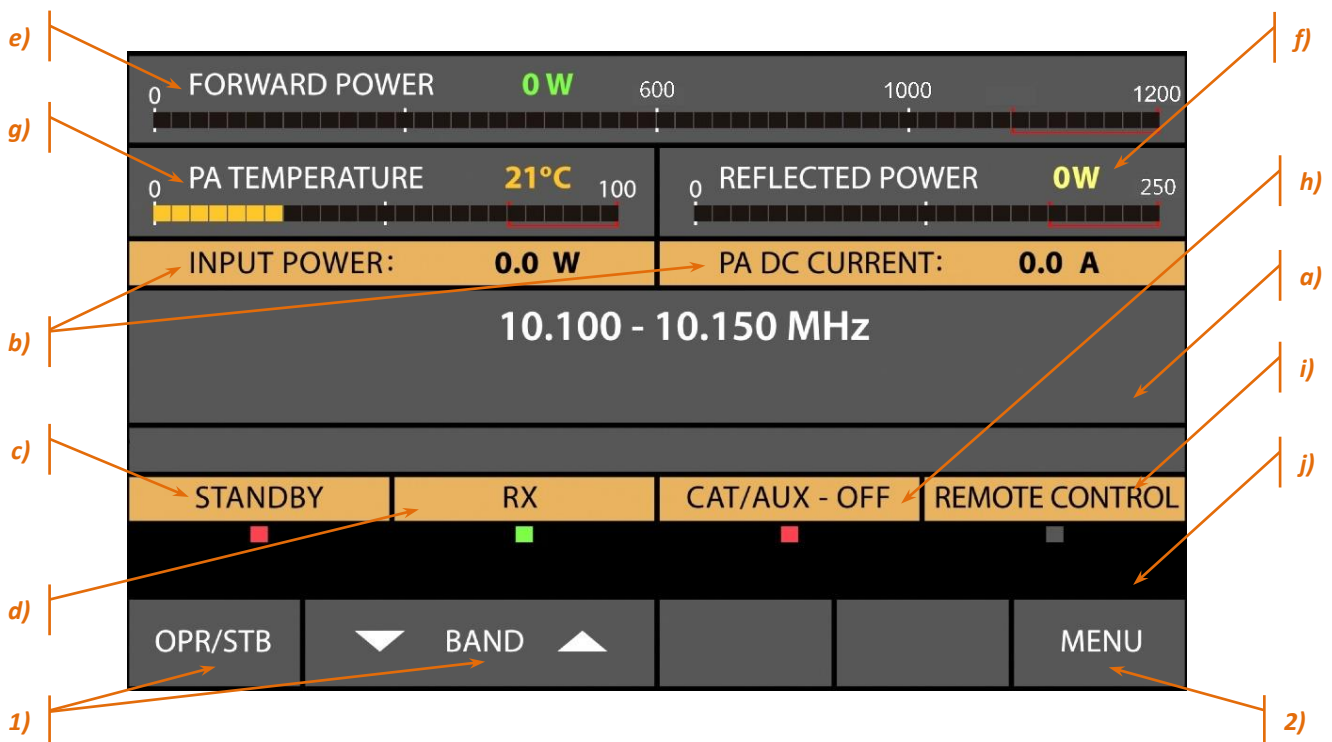 e)
f)
FORWARD POWER 0 W
0 600 1000 1200
g)
PA TEMPERATURE 21°C
0 100
REFLECTED POWER 0W
0 250
h)
INPUT POWER: 0.0 W
PA DC CURRENT: 0.0 A
a)
b)
10.100 - 10.150 MHz
i)
c)
j)
STANDBY
RX
CAT/AUX - OFF
REMOTE CONTROL
d)
OPR/STB
BAND
MENU
1)
2)